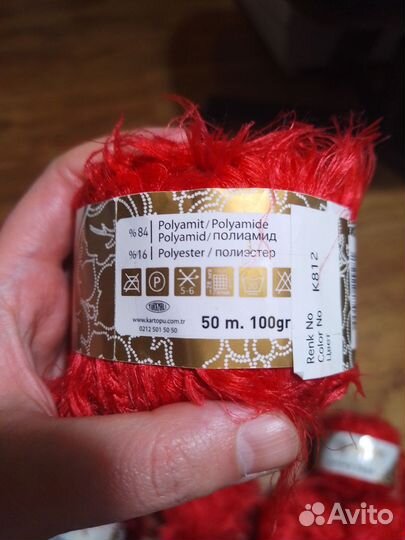 %84 Polyamit/Polyamide
Polyamid/полиамид
%16 Polyester / полиэстер
P
5-6
www.kartopu.com.tr
0212 501 50 50
50 m. 100gr
Renk No
Color No
Цвет
K812
Avito